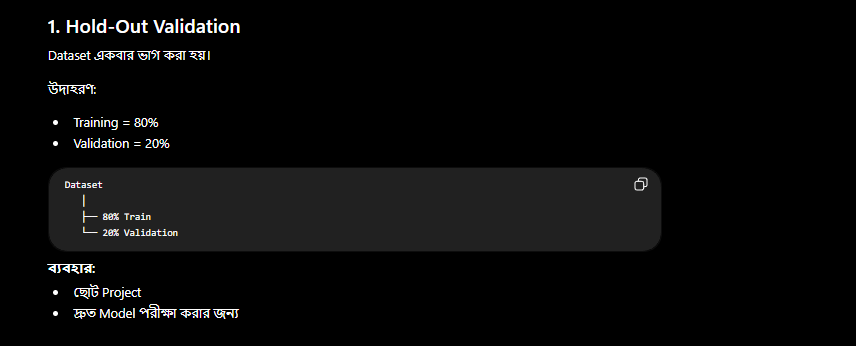 1. Hold-Out Validation
Dataset একবার ভাগ করা হয়।
উদাহরণ:
Training = 80%
Validation = 20%
Dataset
80% Train
20% Validation
ব্যবহার:
ছোট Project
দ্রুত Model পরীক্ষা করার জন্য